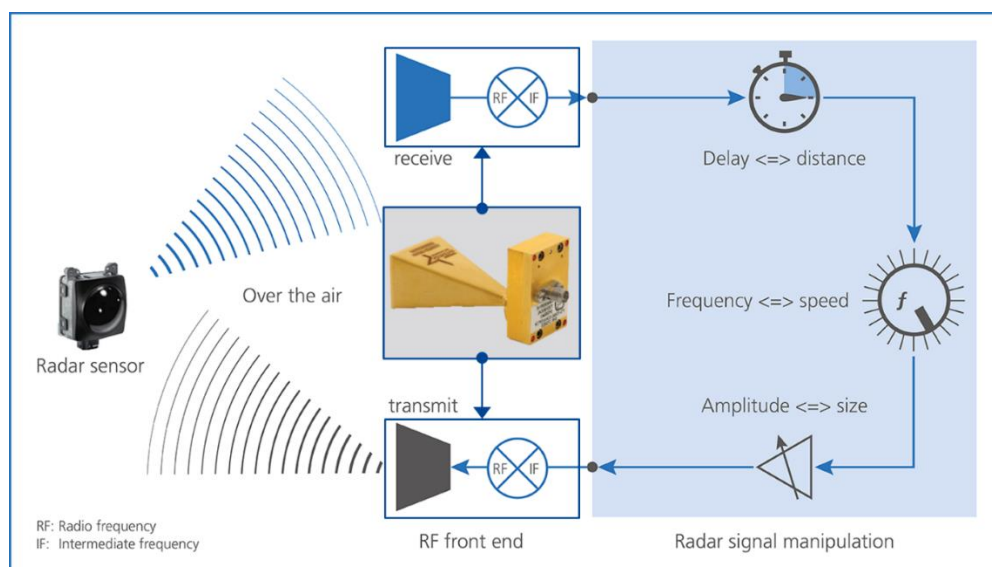 receive
RF
IF
Delay <=> distance
Over the air
Radar sensor
Frequency <=> speed
f
transmit
Amplitude <=> size
RF
IF
RF: Radio frequency
IF: Intermediate frequency
RF front end
Radar signal manipulation